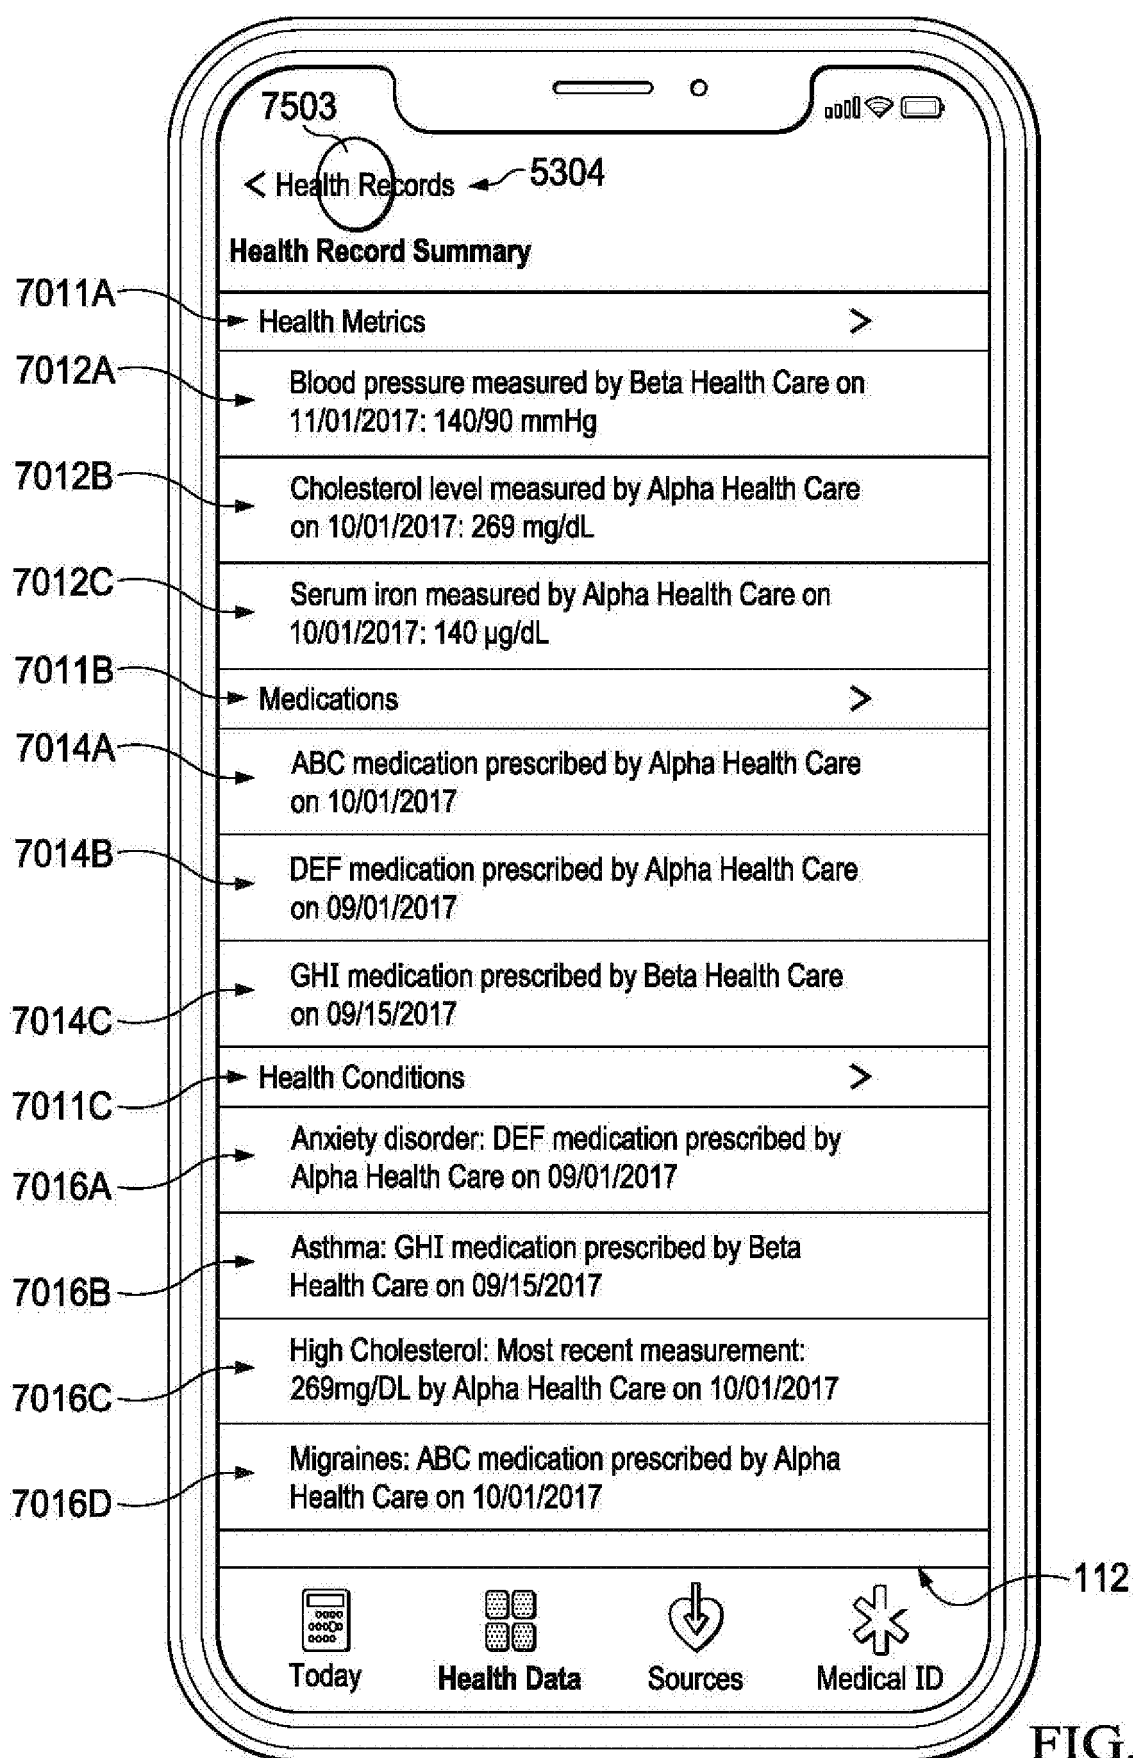 7503
< Health Records
5304
Health Record Summary
7011A
Health Metrics >
7012A
Blood pressure measured by Beta Health Care on
11/01/2017: 140/90 mmHg
7012B
Cholesterol level measured by Alpha Health Care
on 10/01/2017: 269 mg/dL
7012C
Serum iron measured by Alpha Health Care on
10/01/2017: 140 µg/dL
7011B
Medications >
7014A
ABC medication prescribed by Alpha Health Care
on 10/01/2017
7014B
DEF medication prescribed by Alpha Health Care
on 09/01/2017
GHI medication prescribed by Beta Health Care
on 09/15/2017
7014C
Health Conditions >
7011C
Anxiety disorder: DEF medication prescribed by
Alpha Health Care on 09/01/2017
7016A
Asthma: GHI medication prescribed by Beta
Health Care on 09/15/2017
7016B
High Cholesterol: Most recent measurement:
269mg/DL by Alpha Health Care on 10/01/2017
7016C
Migraines: ABC medication prescribed by Alpha
Health Care on 10/01/2017
7016D
112
Today
Health Data
Sources
Medical ID
FIG.